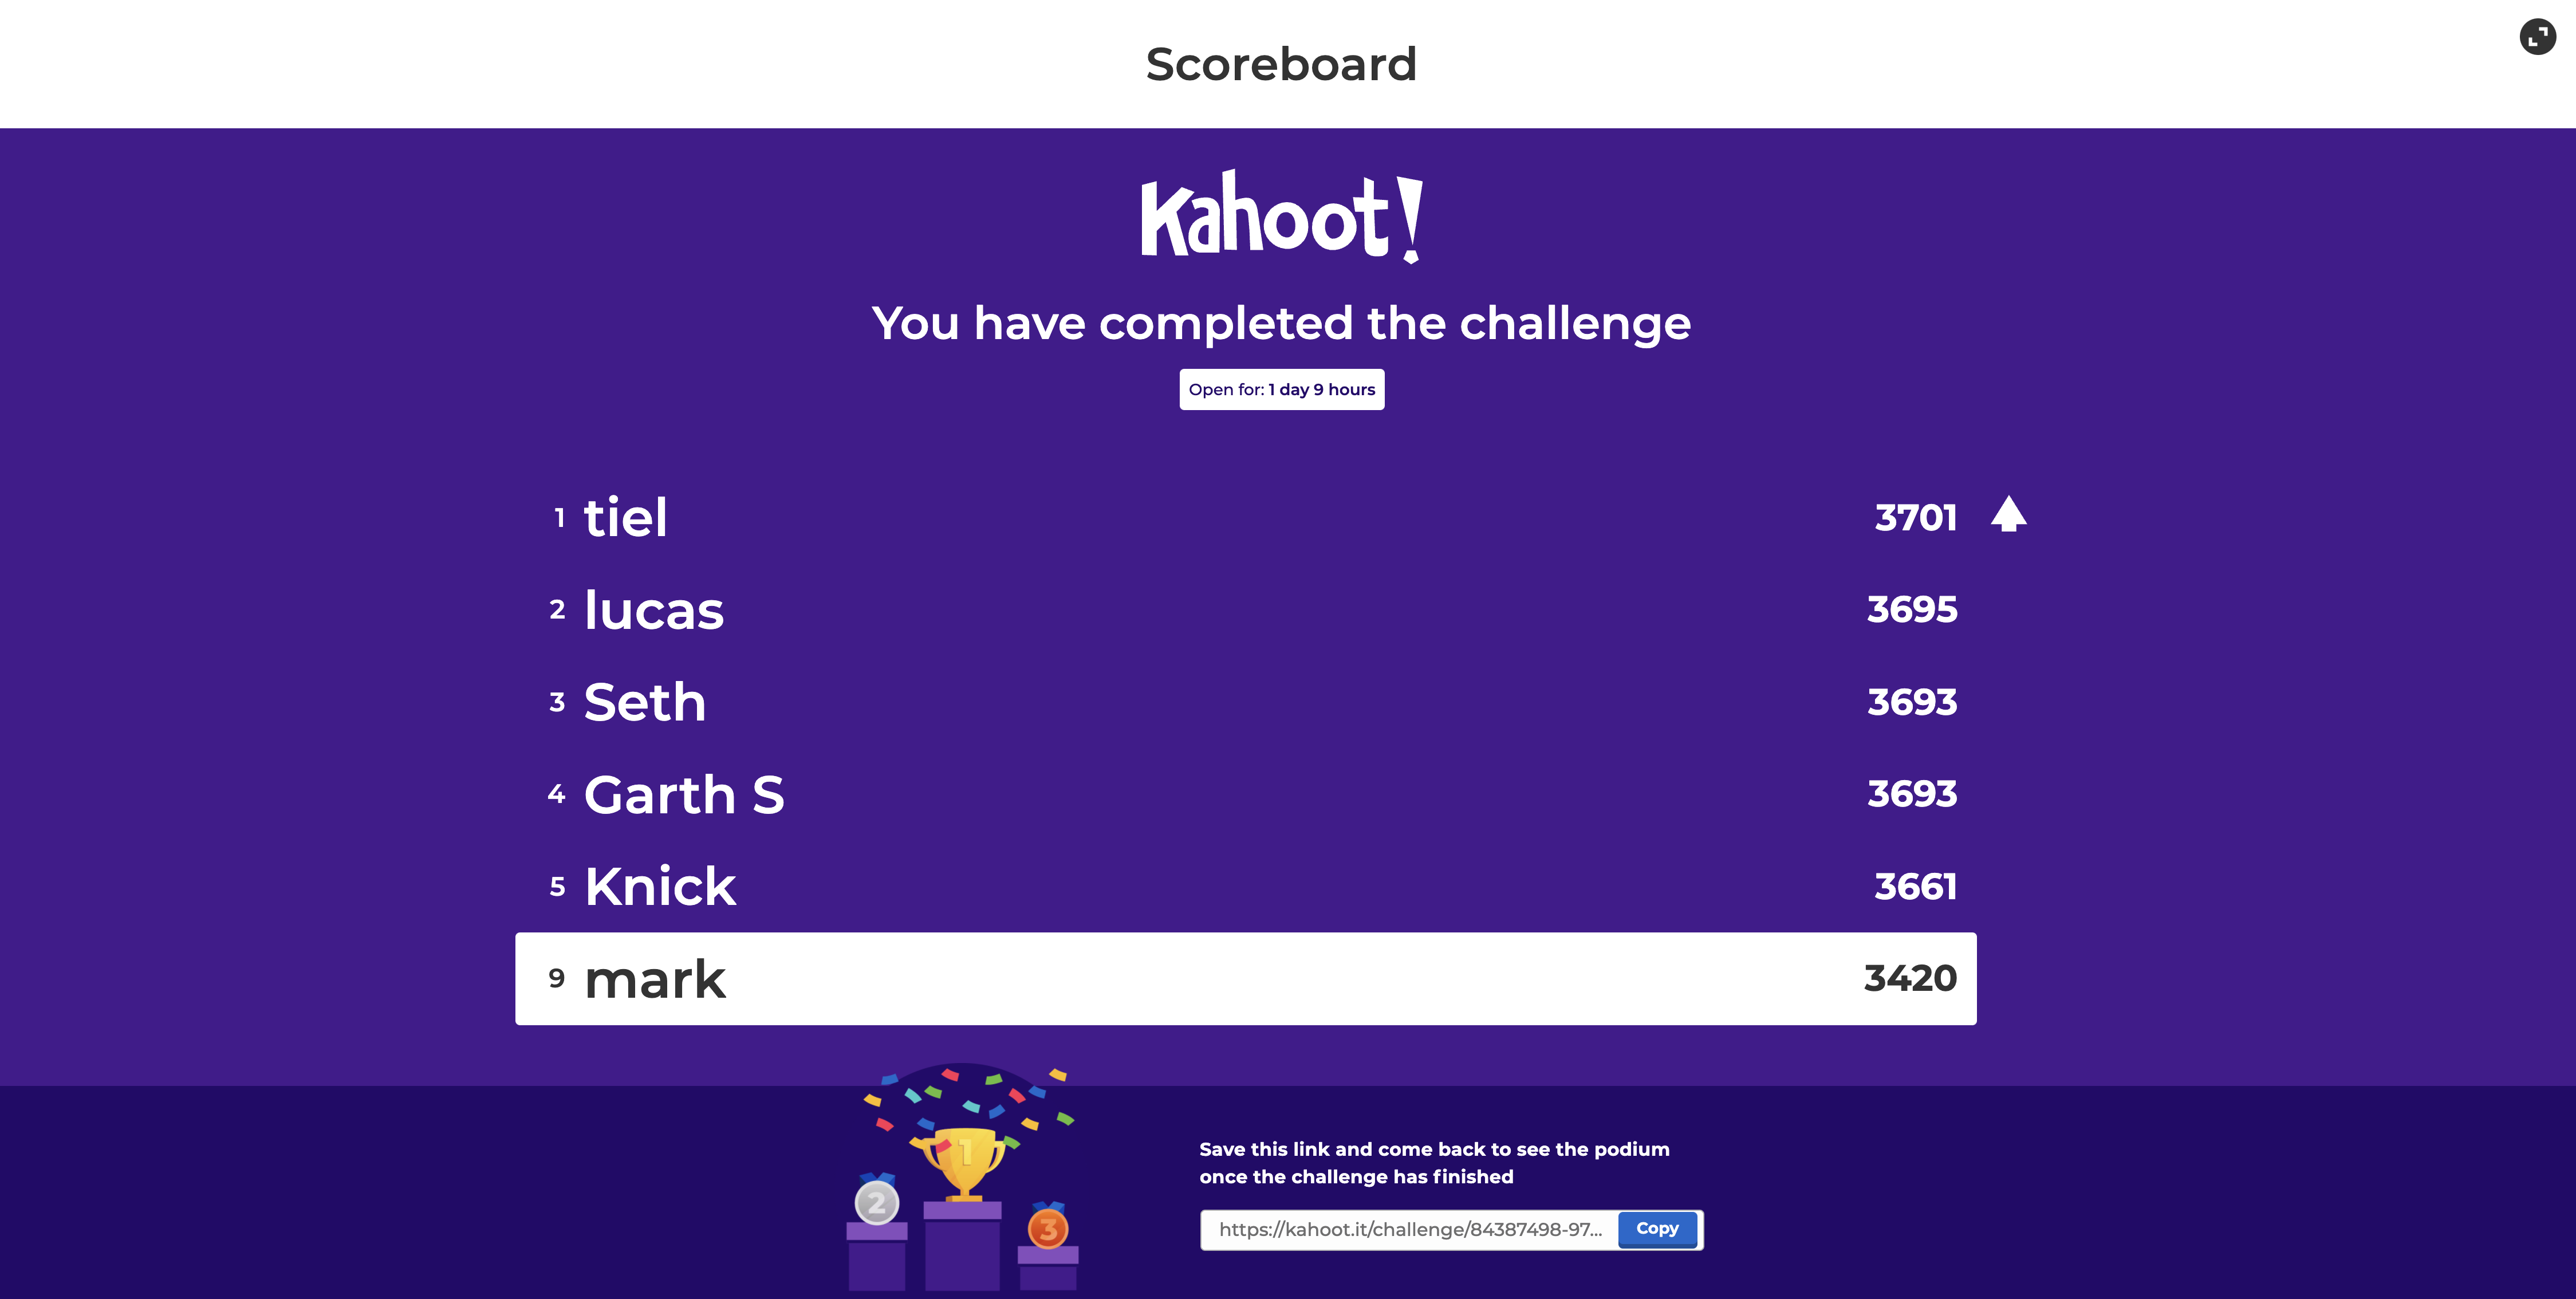 Scoreboard
Kahoot!
You have completed the challenge
Open for: 1 day 9 hours
1 tiel 3701
2 lucas 3695
3 Seth 3693
4 Garth S 3693
5 Knick 3661
9 mark 3420
1
2
3
Save this link and come back to see the podium
once the challenge has finished
https://kahoot.it/challenge/84387498-97... Copy